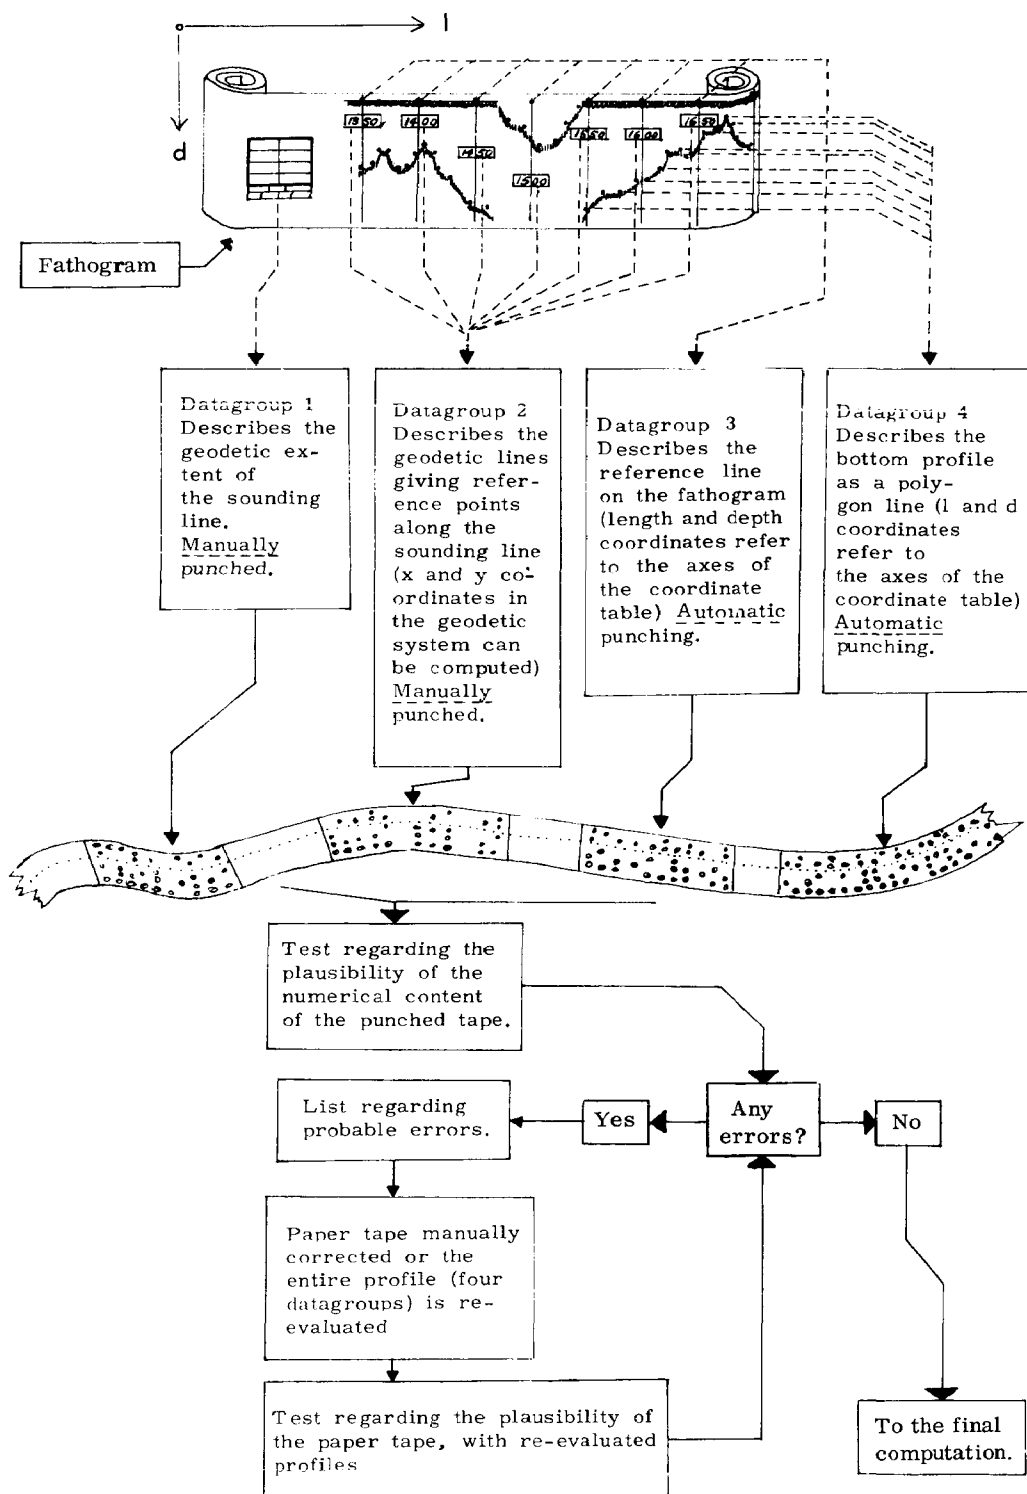 l
d
13 50
14 00
14 50
15 00
15 50
16 00
16 50
Fathogram
Datagroup 1
Describes the
geodetic ex-
tent of
the sounding
line.
Manually
punched.
Datagroup 2
Describes the
geodetic lines
giving refer-
ence points
along the
sounding line
(x and y co-
ordinates in
the geodetic
system can
be computed)
Manually
punched.
Datagroup 3
Describes the
reference line
on the fathogram
(length and depth
coordinates refer
to the axes of
the coordinate
table) Automatic
punching.
Datagroup 4
Describes the
bottom profile
as a poly-
gon line (l and d
coordinates
refer to
the axes of the
coordinate table)
Automatic
punching.
Test regarding the
plausibility of the
numerical content
of the punched tape.
List regarding
probable errors.
Yes
Any
errors?
No
Paper tape manually
corrected or the
entire profile (four
datagroups) is re-
evaluated
Test regarding the plausibility of
the paper tape, with re-evaluated
profiles
To the final
computation.